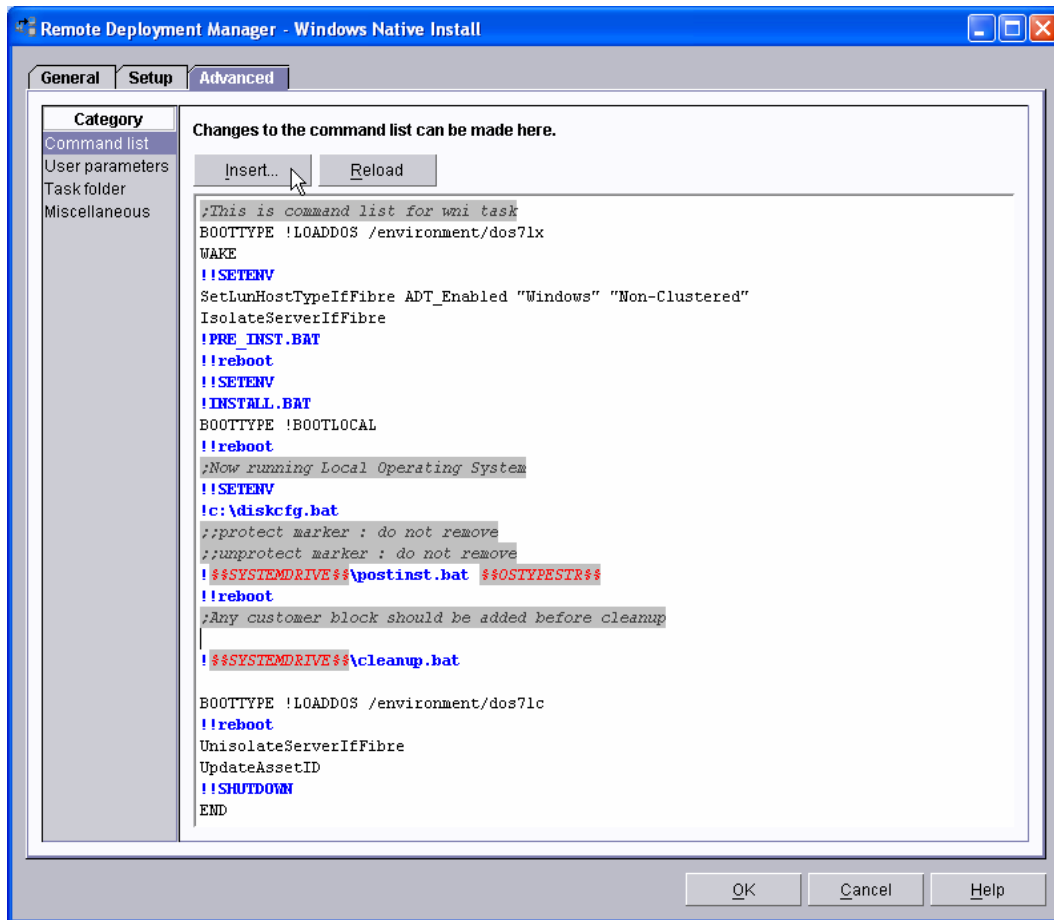 Remote Deployment Manager - Windows Native Install
General Setup Advanced
Category
Command list
User parameters
Task folder
Miscellaneous
Changes to the command list can be made here.
Insert... Reload
;This is command list for wni task
BOOTTYPE !LOADDOS /environment/dos71x
WAKE
!!SETENV
SetLunHostTypeIfFibre ADT_Enabled "Windows" "Non-Clustered"
IsolateServerIfFibre
!PRE_INST.BAT
!!reboot
!!SETENV
!INSTALL.BAT
BOOTTYPE !BOOTLOCAL
!!reboot
;Now running Local Operating System
!!SETENV
!c:\diskcfg.bat
;;protect marker : do not remove
;;unprotect marker : do not remove
!$$SYSTEMDRIVE$$\postinst.bat $$OSTYPESTR$$
!!reboot
;Any customer block should be added before cleanup
!$$SYSTEMDRIVE$$\cleanup.bat
BOOTTYPE !LOADDOS /environment/dos71c
!!reboot
UnisolateServerIfFibre
UpdateAssetID
!!SHUTDOWN
END
OK Cancel Help